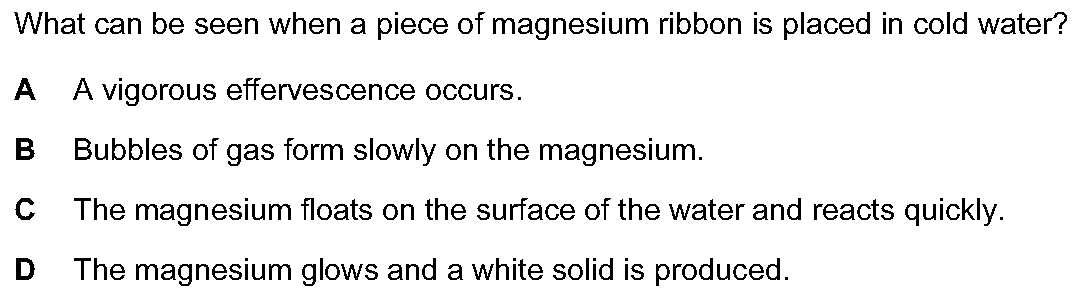 What can be seen when a piece of magnesium ribbon is placed in cold water?
A A vigorous effervescence occurs.
B Bubbles of gas form slowly on the magnesium.
C The magnesium floats on the surface of the water and reacts quickly.
D The magnesium glows and a white solid is produced.